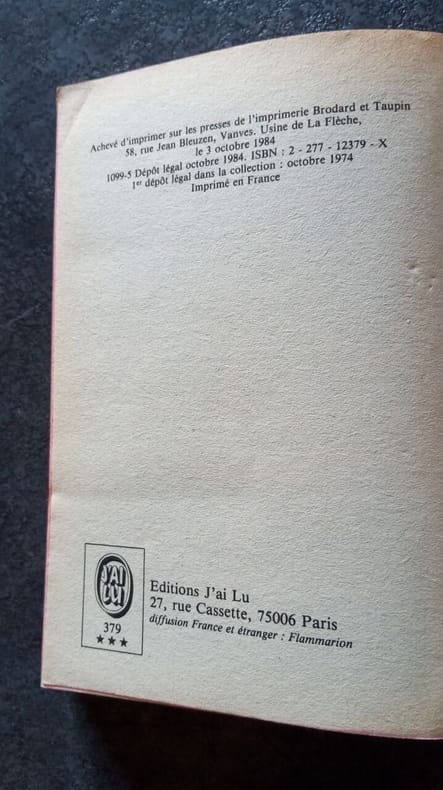 Achevé d'imprimer sur les presses de l'imprimerie Brodard et Taupin
58, rue Jean Bleuzen, Vanves. Usine de La Flèche,
le 3 octobre 1984
1099-5 Dépôt légal octobre 1984. ISBN : 2 - 277 - 12379 - X
1er dépôt légal dans la collection : octobre 1974
Imprimé en France
J'AI
LU
379
★★★
Editions J'ai Lu
27, rue Cassette, 75006 Paris
diffusion France et étranger : Flammarion